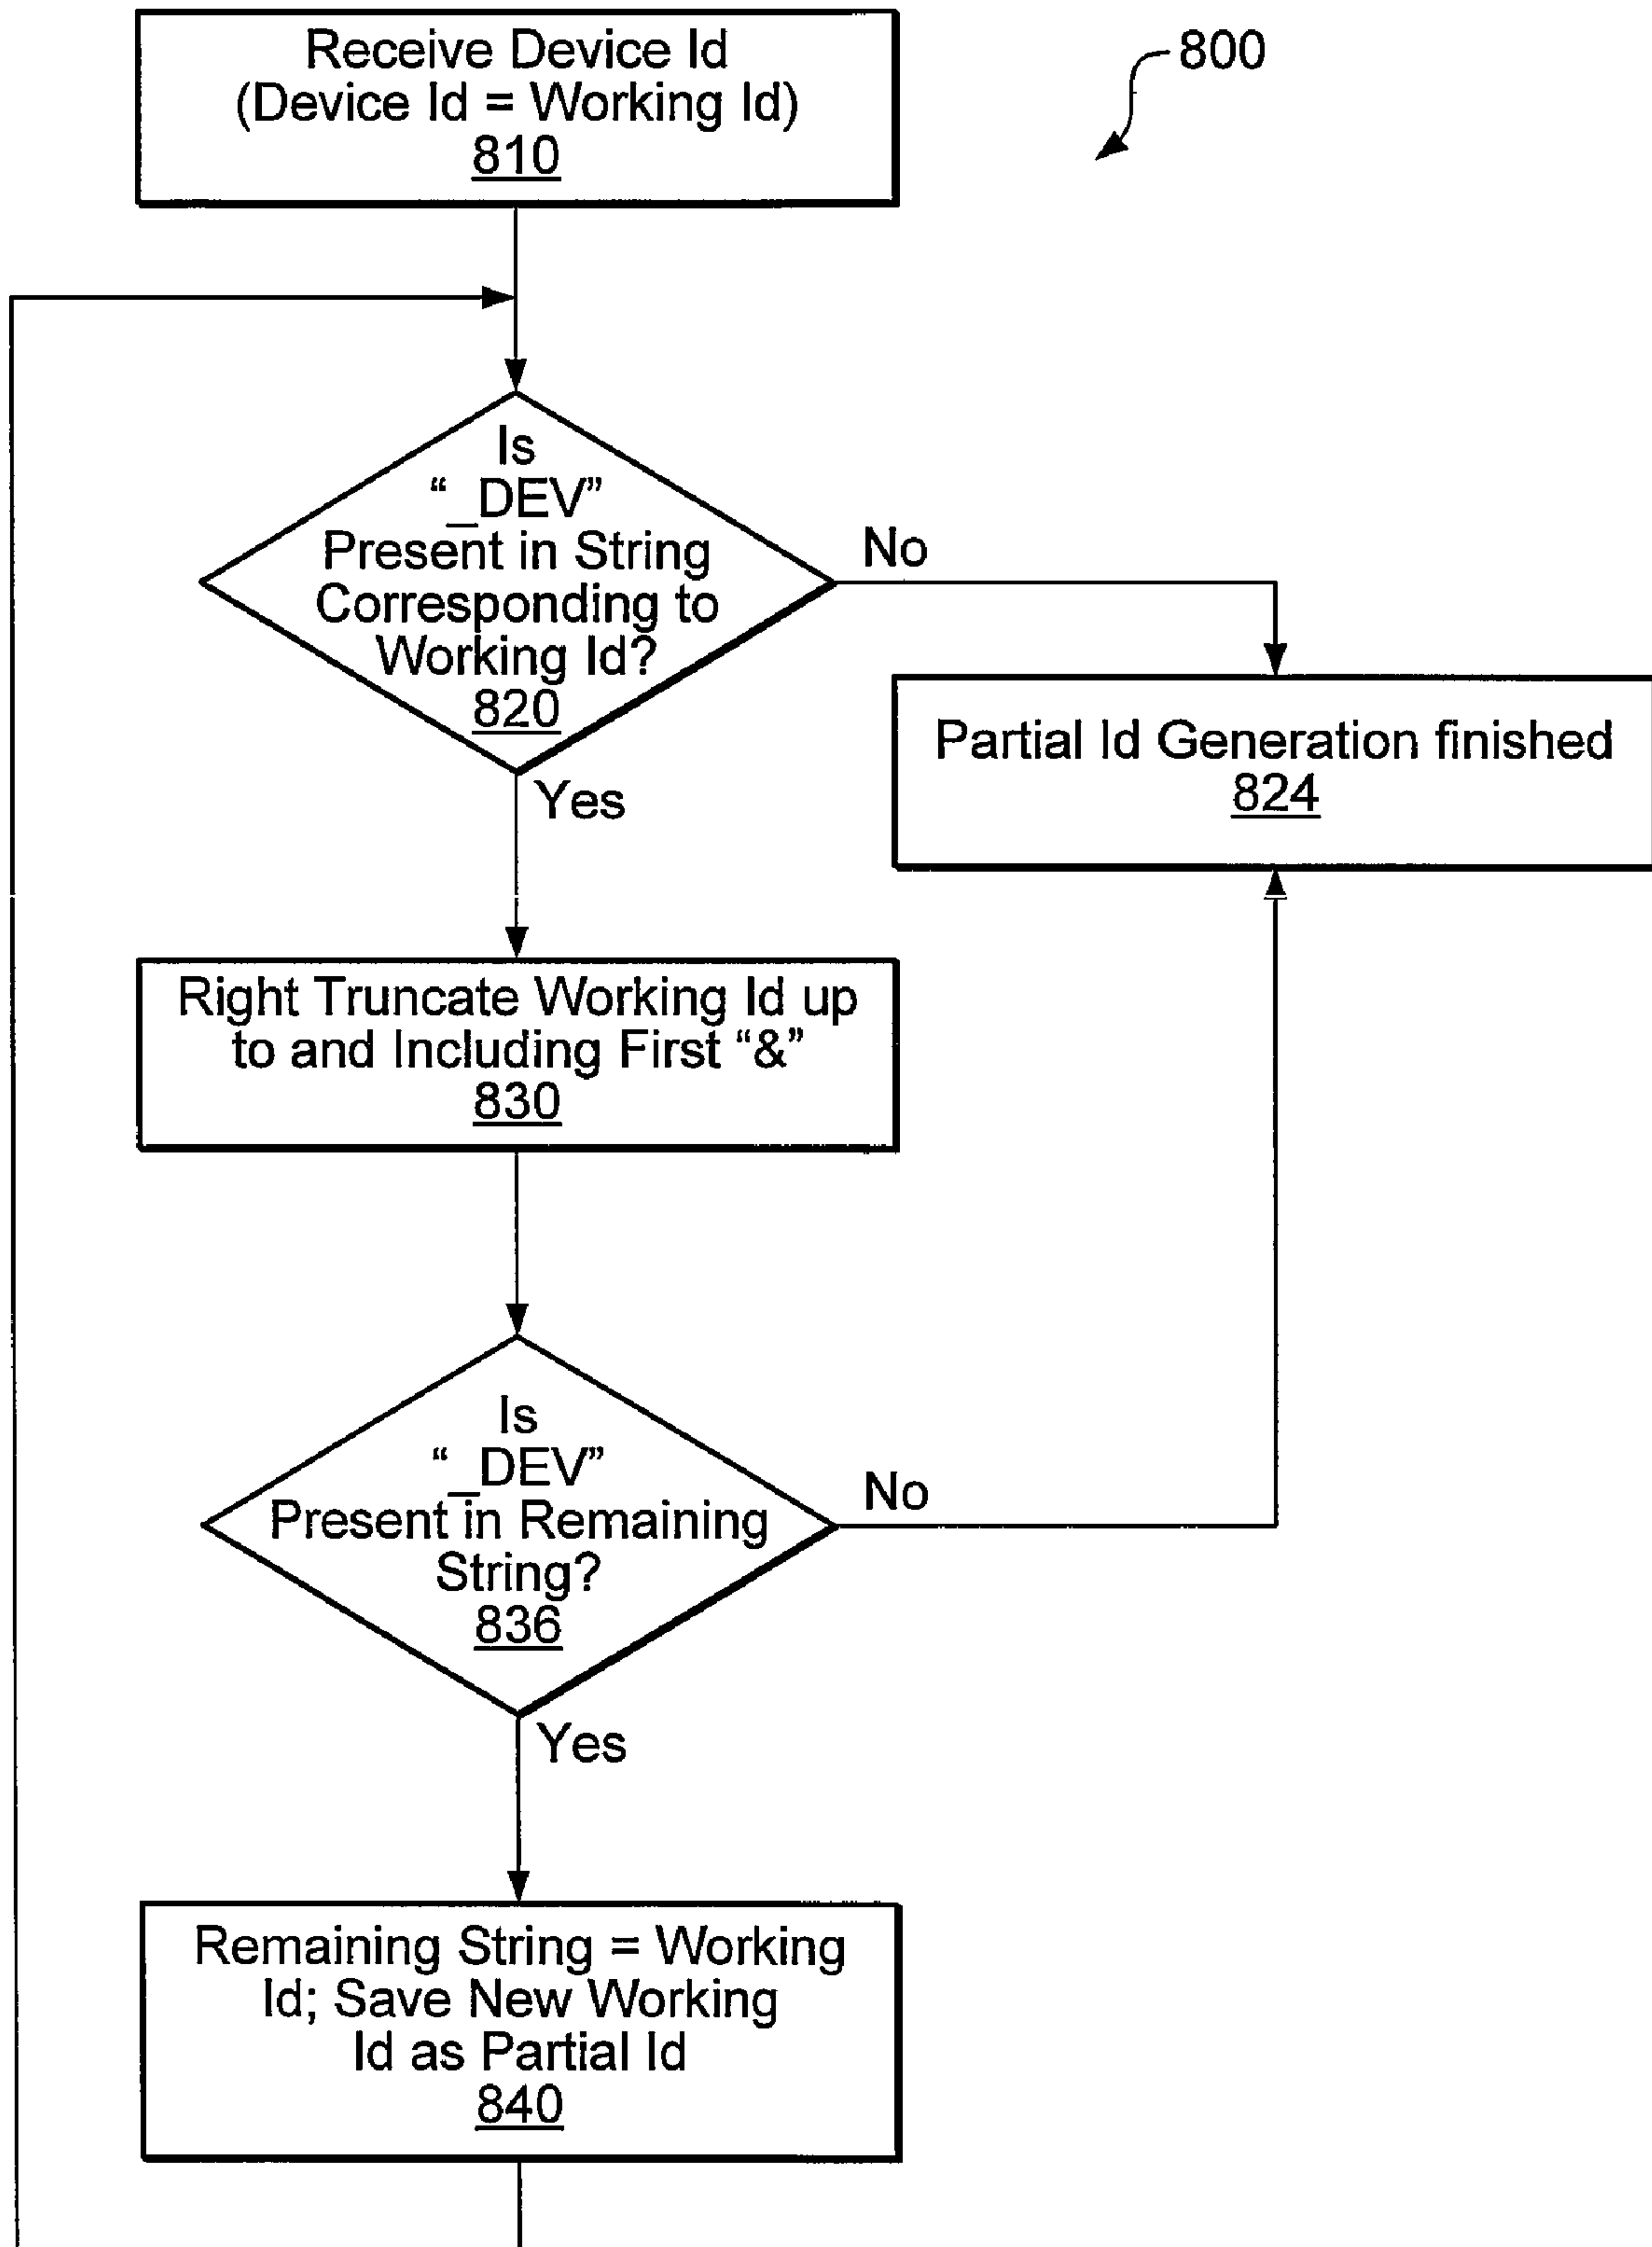 Receive Device Id
(Device Id = Working Id)
810
800
Is
“_DEV”
Present in String
Corresponding to
Working Id?
820
No
Yes
Partial Id Generation finished
824
Right Truncate Working Id up
to and Including First “&”
830
Is
“_DEV”
Present in Remaining
String?
836
No
Yes
Remaining String = Working
Id; Save New Working
Id as Partial Id
840